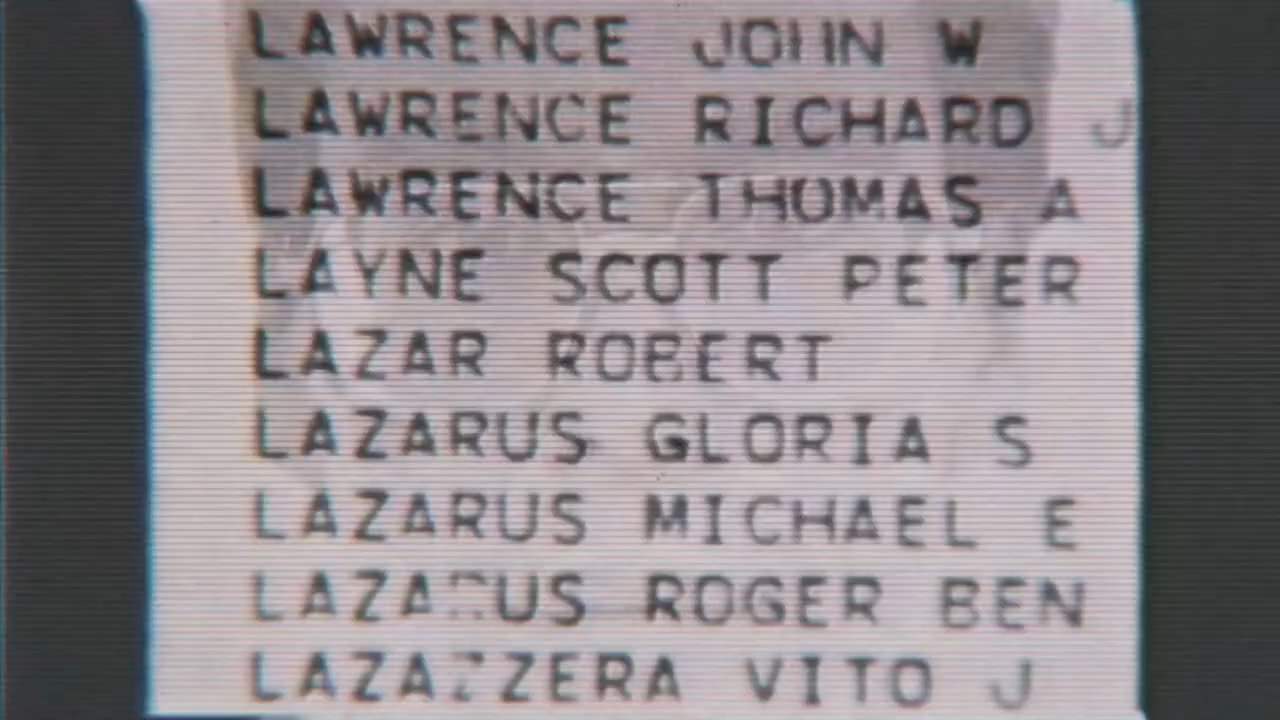 LAWRENCE JOHN W
LAWRENCE RICHARD J
LAWRENCE THOMAS A
LAYNE SCOTT PETER
LAZAR ROBERT
LAZARUS GLORIA S
LAZARUS MICHAEL E
LAZARUS ROGER BEN
LAZAZZERA VITO J